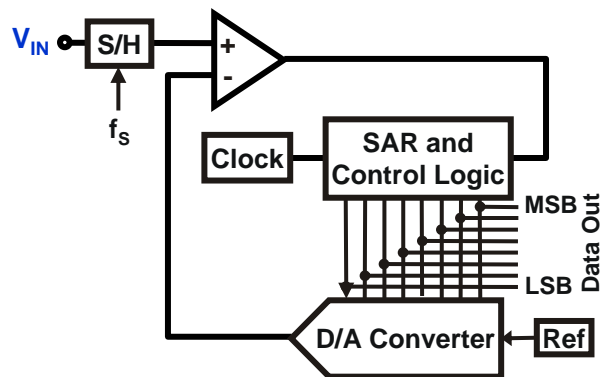 V_IN
S/H
+
-
f_S
Clock
SAR and
Control Logic
MSB
LSB
Data Out
D/A Converter
Ref